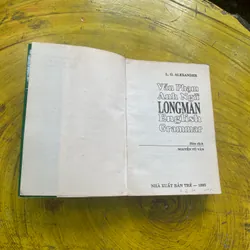 L. G. ALEXANDER
Văn Phạm
Anh Ngữ
LONGMAN
English
Grammar
NHÀ XUẤT BẢN TRẺ — 1997